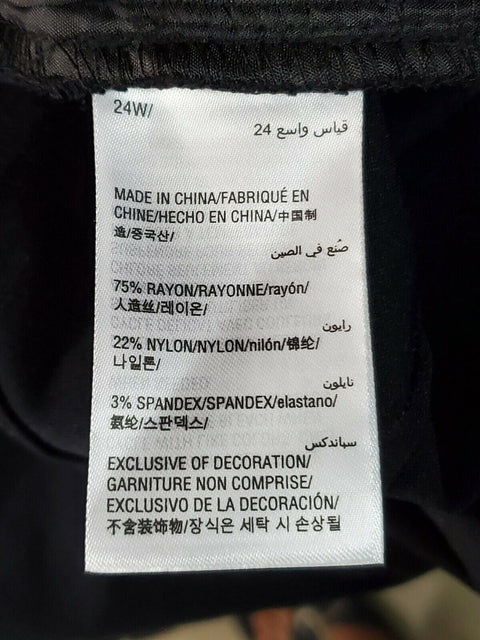 24W/
قياس واسع 24
MADE IN CHINA/FABRIQUÉ EN
CHINE/HECHO EN CHINA/中国制
造/중국산/
صُنع في الصين
75% RAYON/RAYONNE/rayón/
人造丝/레이온/
رايون
22% NYLON/NYLON/nilón/锦纶/
나일론/
نايلون
3% SPANDEX/SPANDEX/elastano/
氨纶/스판덱스/
سباندكس
EXCLUSIVE OF DECORATION/
GARNITURE NON COMPRISE/
EXCLUSIVO DE LA DECORACIÓN/
不含装饰物/장식은 세탁 시 손상될